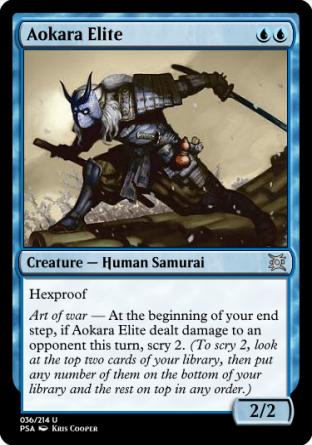 Aokara Elite
Creature — Human Samurai
Hexproof
Art of war — At the beginning of your end
step, if Aokara Elite dealt damage to an
opponent this turn, scry 2. (To scry 2, look
at the top two cards of your library, then put
any number of them on the bottom of your
library and the rest on top in any order.)
2/2
036/214 U
PSA Kris Cooper